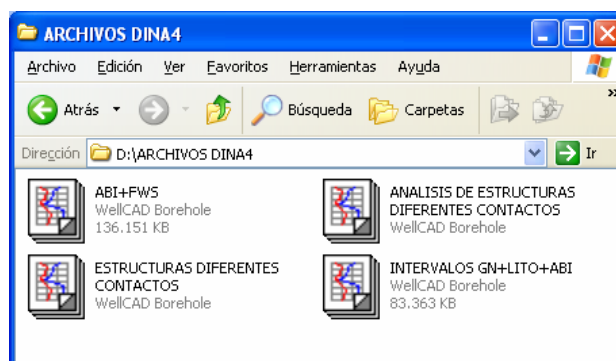 ARCHIVOS DINA4
Archivo Edición Ver Favoritos Herramientas Ayuda
Atrás Búsqueda Carpetas
Dirección D:\ARCHIVOS DINA4 Ir
ABI+FWS
WellCAD Borehole
136.151 KB
ANALISIS DE ESTRUCTURAS
DIFERENTES CONTACTOS
WellCAD Borehole
ESTRUCTURAS DIFERENTES
CONTACTOS
WellCAD Borehole
INTERVALOS GN+LITO+ABI
WellCAD Borehole
83.363 KB